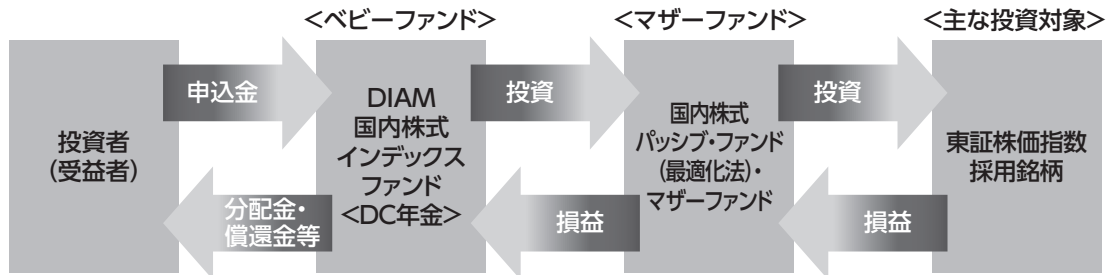 <ベビーファンド>
<マザーファンド>
<主な投資対象>
投資者
(受益者)
申込金
分配金・
償還金等
DIAM
国内株式
インデックス
ファンド
<DC年金>
投資
損益
国内株式
パッシブ・ファンド
(最適化法)・
マザーファンド
投資
損益
東証株価指数
採用銘柄